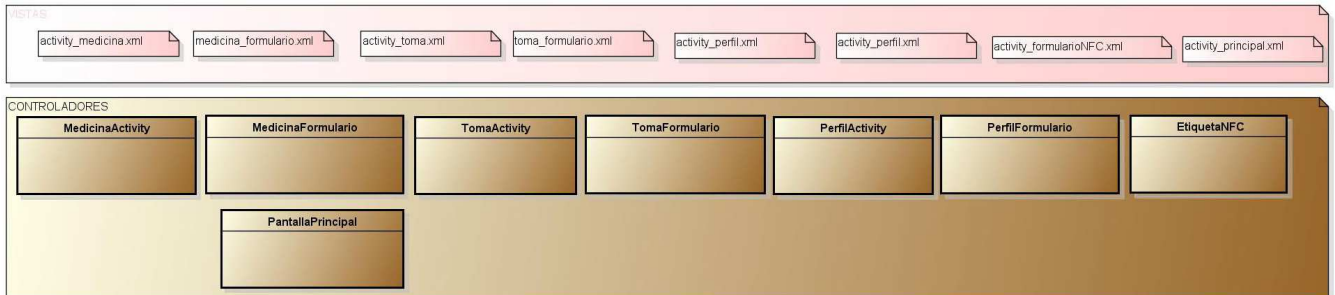 VISTAS
activity_medicina.xml
medicina_formulario.xml
activity_toma.xml
toma_formulario.xml
activity_perfil.xml
activity_perfil.xml
activity_formularioNFC.xml
activity_principal.xml
CONTROLADORES
MedicinaActivity
MedicinaFormulario
TomaActivity
TomaFormulario
PerfilActivity
PerfilFormulario
EtiquetaNFC
PantallaPrincipal